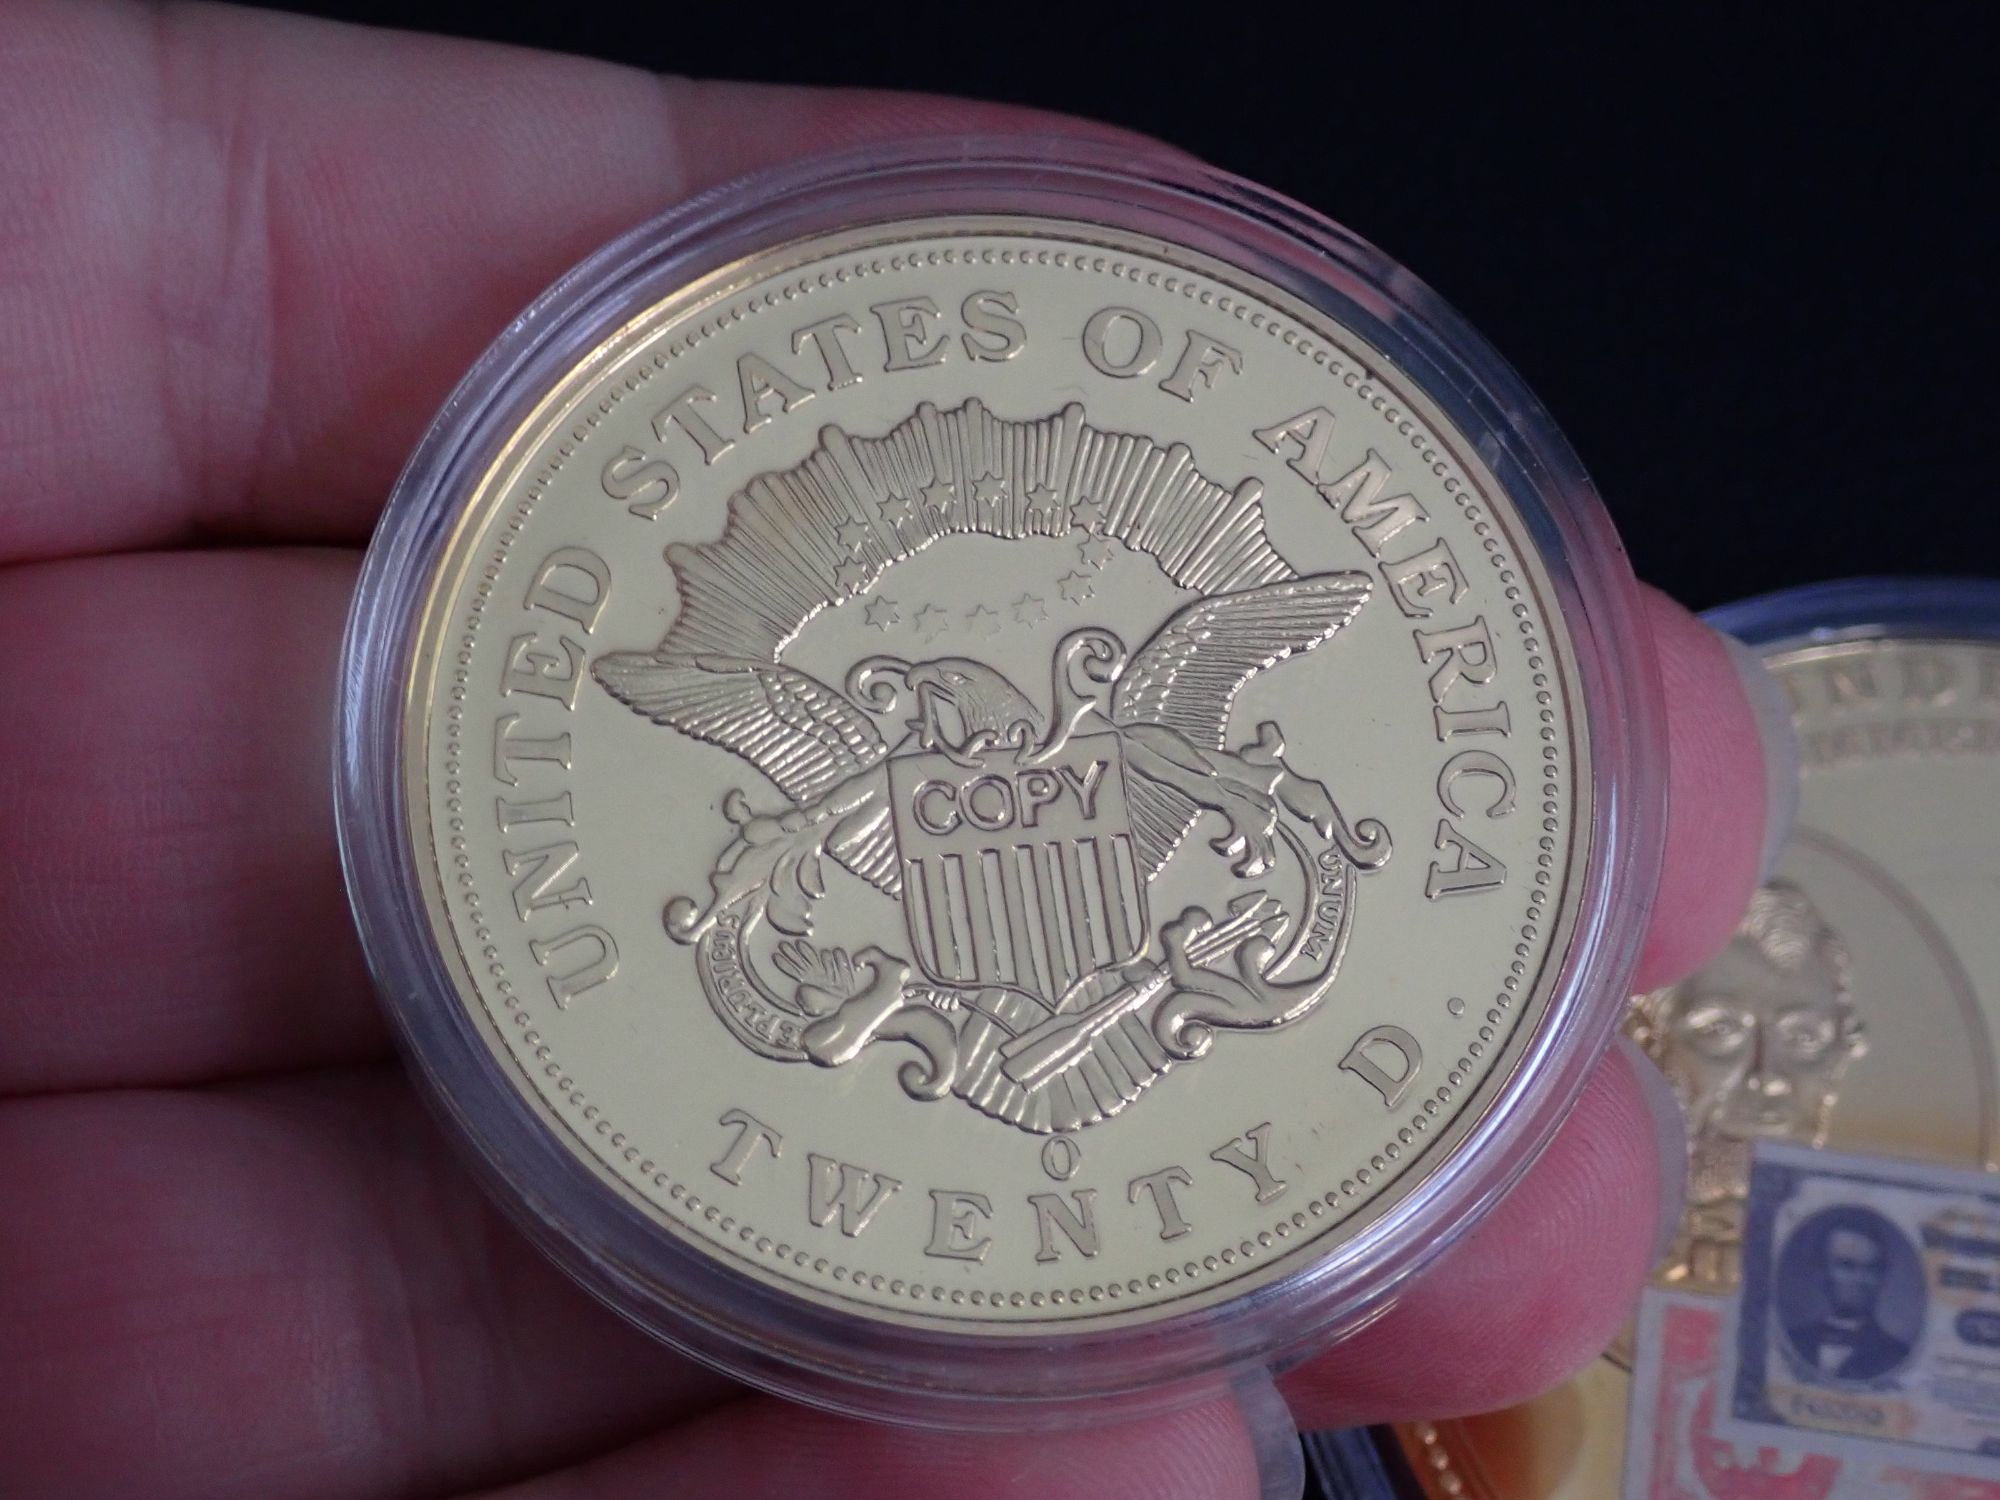 UNITED STATES OF AMERICA
COPY
E PLURIBUS
UNUM
O
TWENTY D.